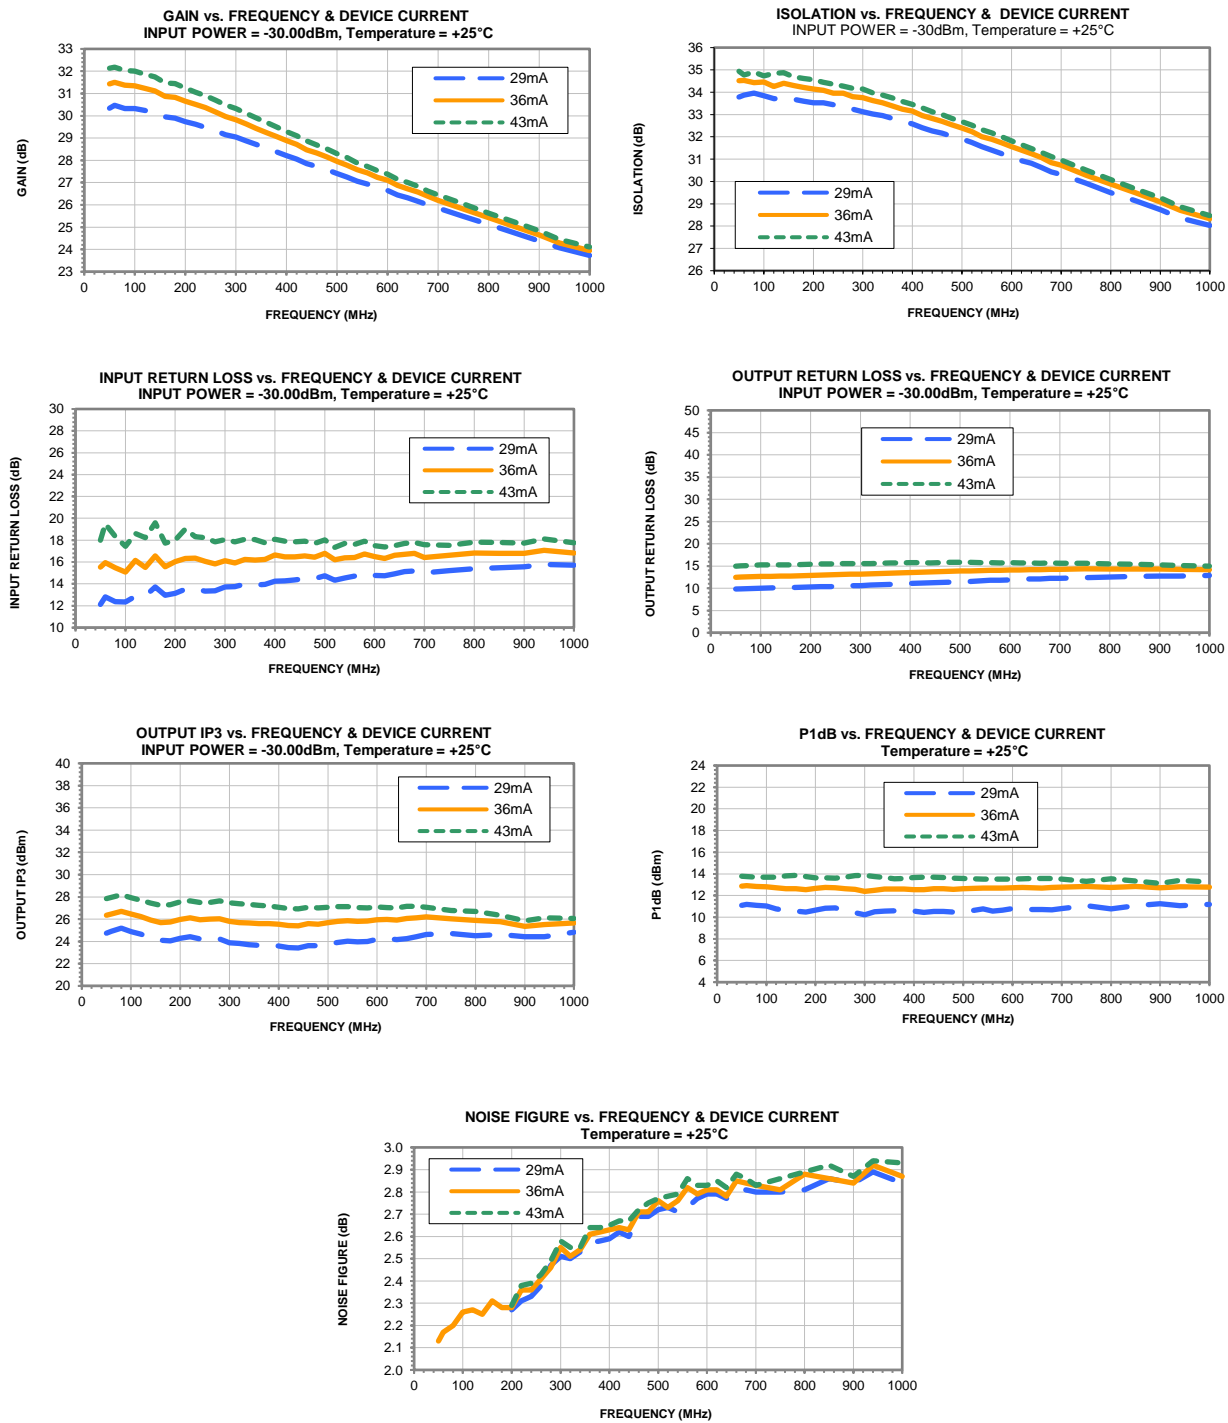 GAIN vs. FREQUENCY & DEVICE CURRENT
INPUT POWER = -30.00dBm, Temperature = +25°C
33
32
31
30
29
28
27
26
25
24
23
GAIN (dB)
29mA
36mA
43mA
0 100 200 300 400 500 600 700 800 900 1000
FREQUENCY (MHz)
ISOLATION vs. FREQUENCY & DEVICE CURRENT
INPUT POWER = -30dBm, Temperature = +25°C
36
35
34
33
32
31
30
29
28
27
26
ISOLATION (dB)
29mA
36mA
43mA
0 100 200 300 400 500 600 700 800 900 1000
FREQUENCY (MHz)
INPUT RETURN LOSS vs. FREQUENCY & DEVICE CURRENT
INPUT POWER = -30.00dBm, Temperature = +25°C
30
28
26
24
22
20
18
16
14
12
10
INPUT RETURN LOSS (dB)
29mA
36mA
43mA
0 100 200 300 400 500 600 700 800 900 1000
FREQUENCY (MHz)
OUTPUT RETURN LOSS vs. FREQUENCY & DEVICE CURRENT
INPUT POWER = -30.00dBm, Temperature = +25°C
50
45
40
35
30
25
20
15
10
5
0
OUTPUT RETURN LOSS (dB)
29mA
36mA
43mA
0 100 200 300 400 500 600 700 800 900 1000
FREQUENCY (MHz)
OUTPUT IP3 vs. FREQUENCY & DEVICE CURRENT
INPUT POWER = -30.00dBm, Temperature = +25°C
40
38
36
34
32
30
28
26
24
22
20
OUTPUT IP3 (dBm)
29mA
36mA
43mA
0 100 200 300 400 500 600 700 800 900 1000
FREQUENCY (MHz)
P1dB vs. FREQUENCY & DEVICE CURRENT
Temperature = +25°C
24
22
20
18
16
14
12
10
8
6
4
P1dB (dBm)
29mA
36mA
43mA
0 100 200 300 400 500 600 700 800 900 1000
FREQUENCY (MHz)
NOISE FIGURE vs. FREQUENCY & DEVICE CURRENT
Temperature = +25°C
3.0
2.9
2.8
2.7
2.6
2.5
2.4
2.3
2.2
2.1
2.0
NOISE FIGURE (dB)
29mA
36mA
43mA
0 100 200 300 400 500 600 700 800 900 1000
FREQUENCY (MHz)